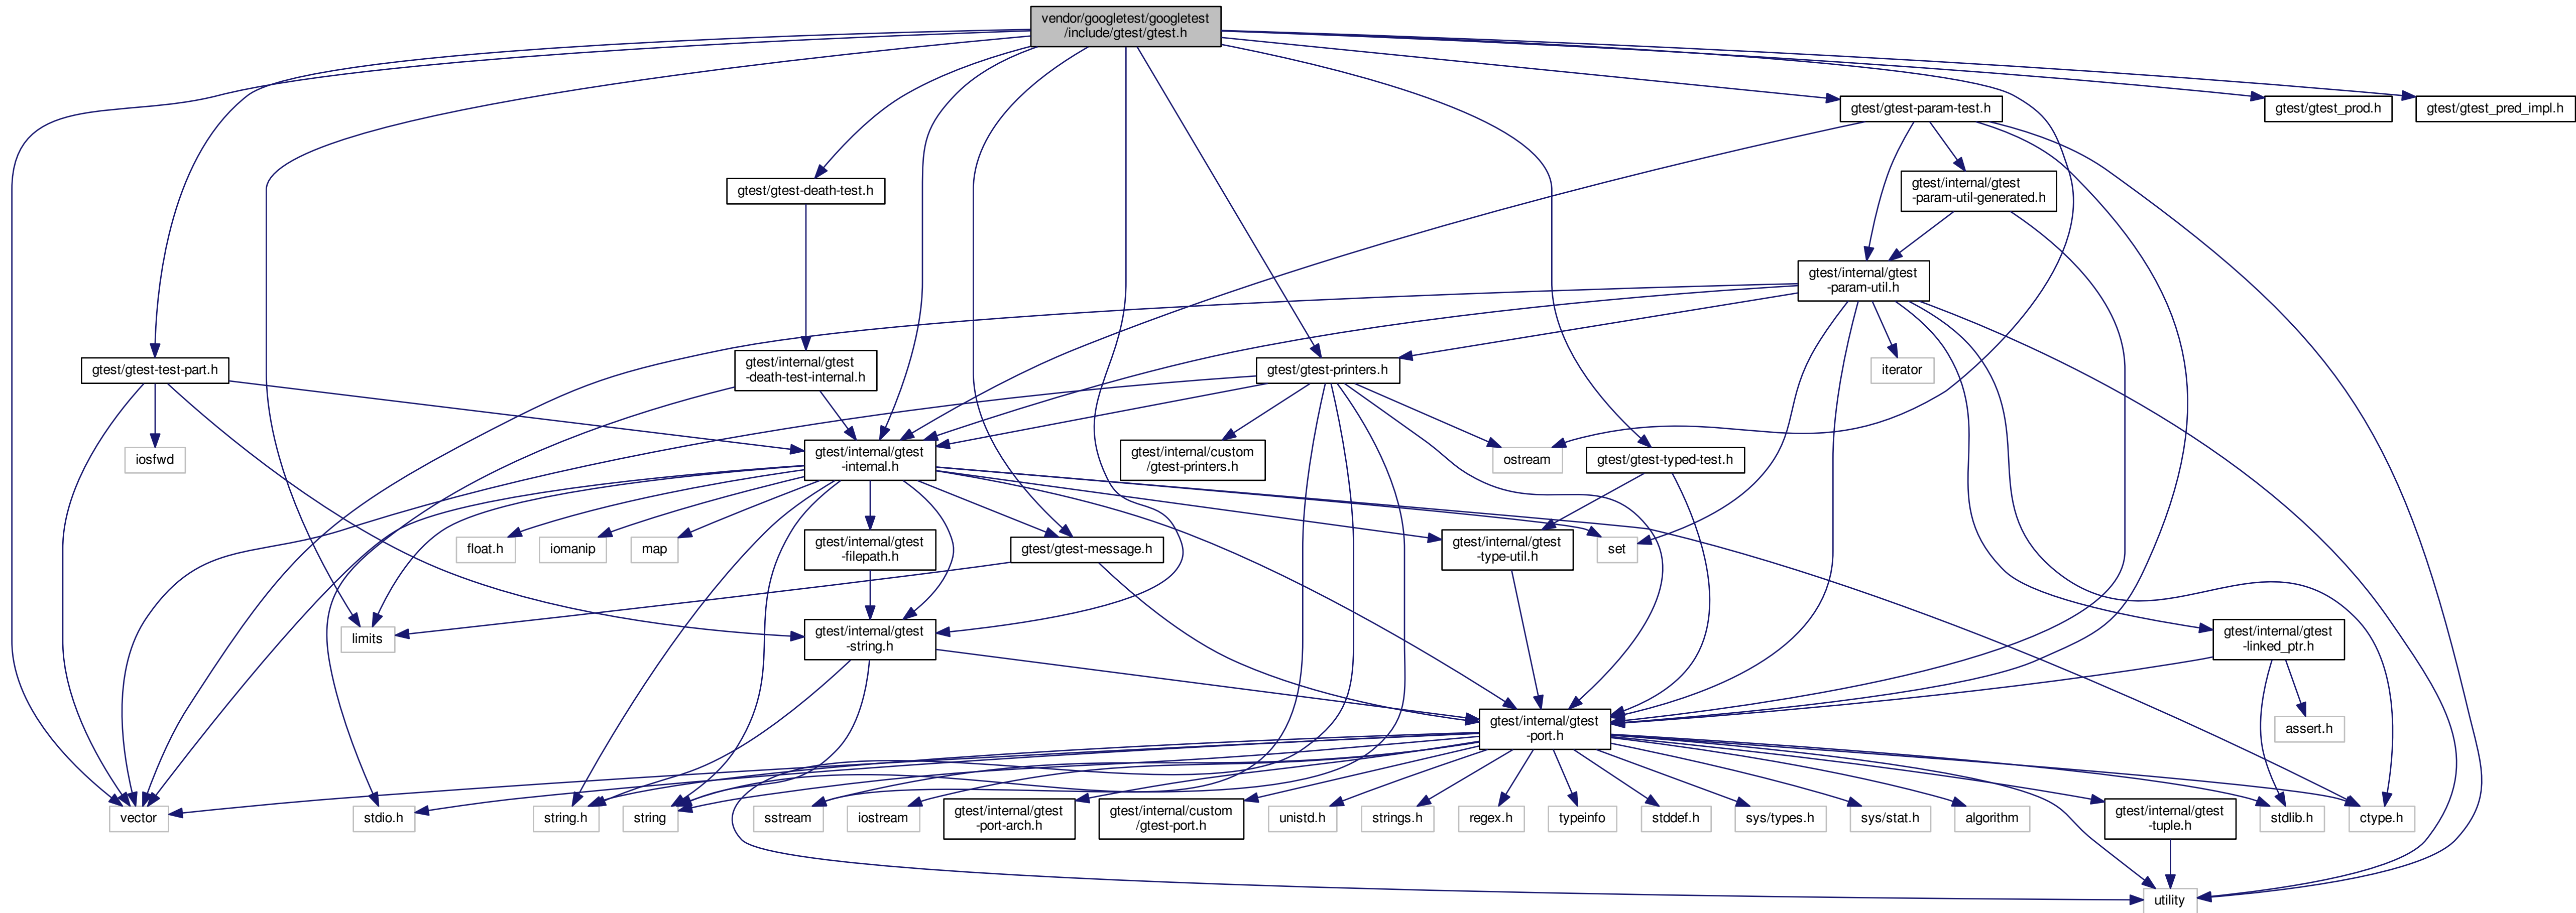 vendor/googletest/googletest
/include/gtest/gtest.h
gtest/gtest-param-test.h
gtest/gtest_prod.h
gtest/gtest_pred_impl.h
gtest/gtest-death-test.h
gtest/internal/gtest
-param-util-generated.h
gtest/internal/gtest
-param-util.h
gtest/gtest-test-part.h
gtest/internal/gtest
-death-test-internal.h
gtest/gtest-printers.h
iterator
iosfwd
gtest/internal/gtest
-internal.h
gtest/internal/custom
/gtest-printers.h
ostream
gtest/gtest-typed-test.h
float.h
iomanip
map
gtest/internal/gtest
-filepath.h
gtest/gtest-message.h
gtest/internal/gtest
-type-util.h
set
limits
gtest/internal/gtest
-string.h
gtest/internal/gtest
-linked_ptr.h
gtest/internal/gtest
-port.h
assert.h
vector
stdio.h
string.h
string
sstream
iostream
gtest/internal/gtest
-port-arch.h
gtest/internal/custom
/gtest-port.h
unistd.h
strings.h
regex.h
typeinfo
stddef.h
sys/types.h
sys/stat.h
algorithm
gtest/internal/gtest
-tuple.h
stdlib.h
ctype.h
utility